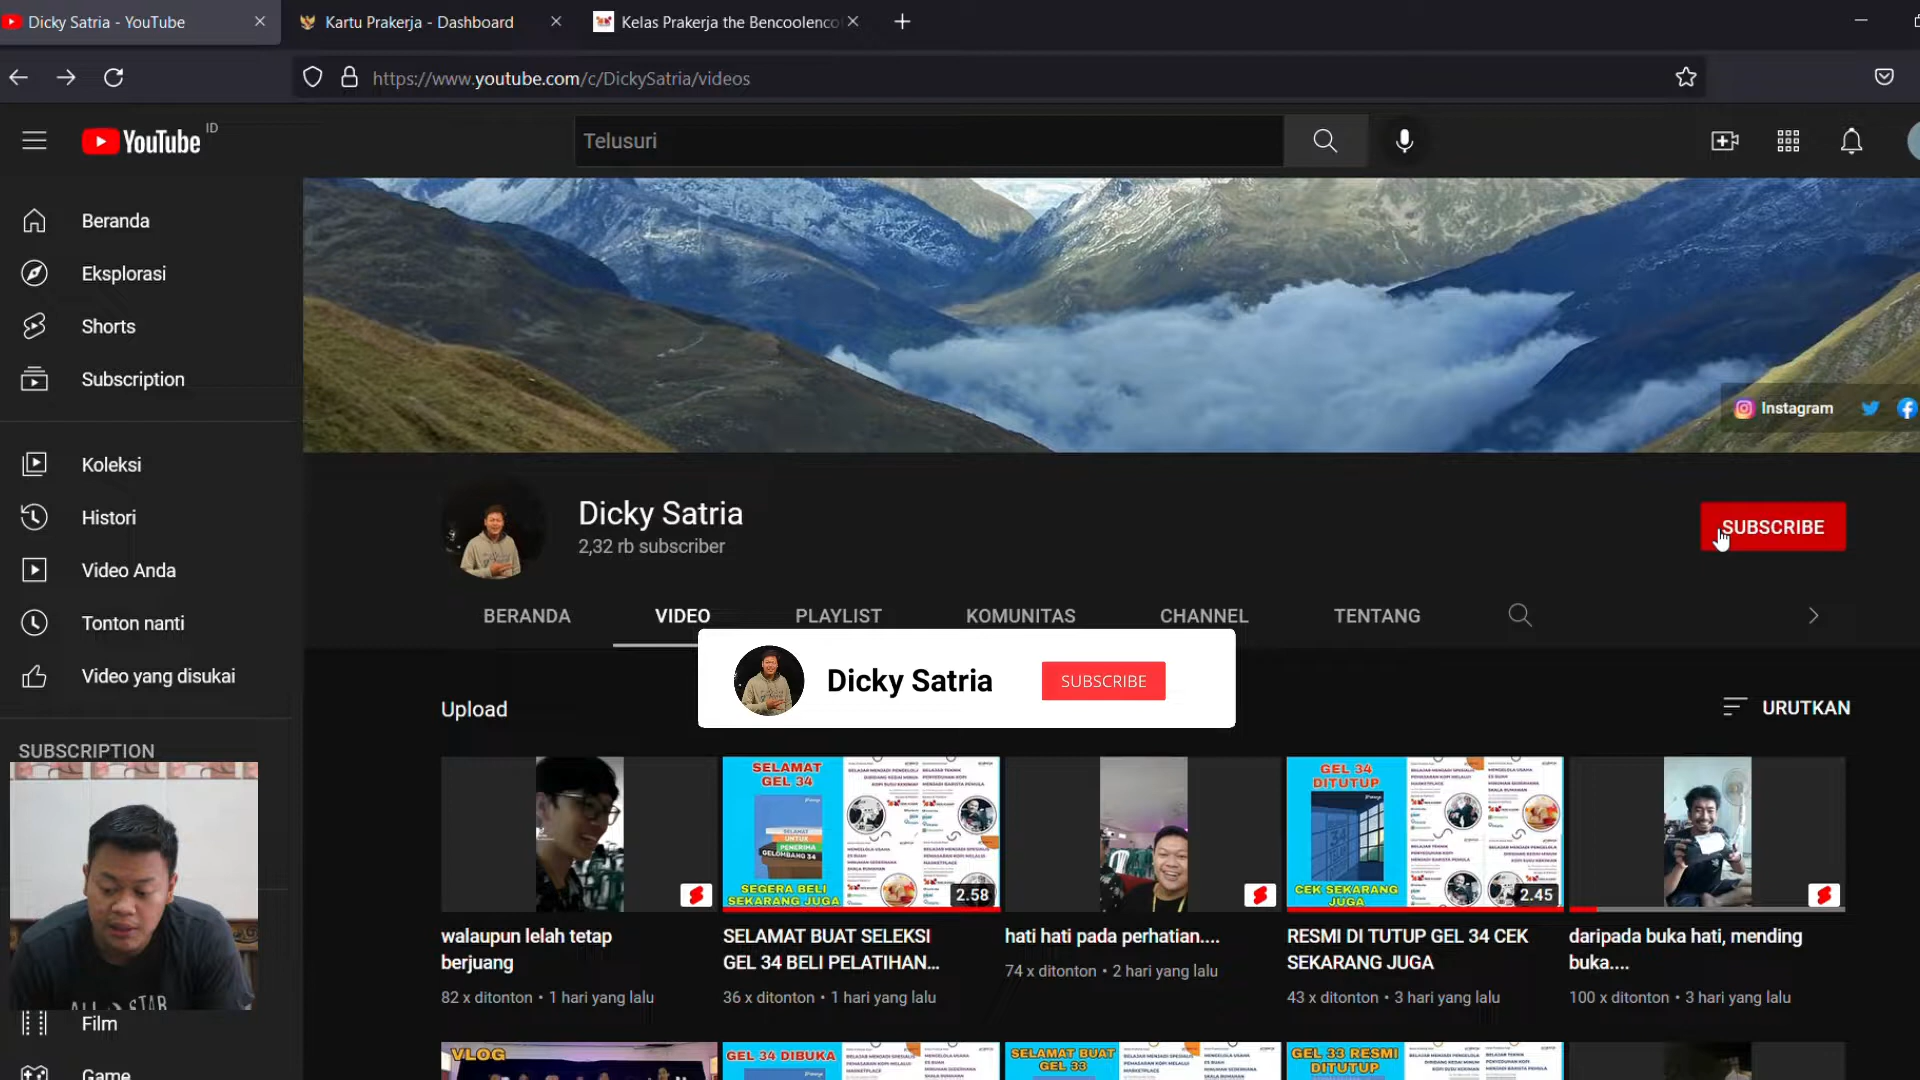 Dicky Satria - YouTube
Kartu Prakerja - Dashboard
Kelas Prakerja the Bencoolenco
https://www.youtube.com/c/DickySatria/videos
YouTube ID
Telusuri
Beranda
Eksplorasi
Shorts
Subscription
Koleksi
Histori
Video Anda
Tonton nanti
Video yang disukai
SUBSCRIPTION
Film
Game
Instagram
Dicky Satria
2,32 rb subscriber
SUBSCRIBE
BERANDA
VIDEO
PLAYLIST
KOMUNITAS
CHANNEL
TENTANG
Dicky Satria
SUBSCRIBE
Upload
URUTKAN
SELAMAT
GEL 34
SELAMAT
UNTUK
PENERIMA
GELOMBANG 34
SEGERA BELI
SEKARANG JUGA
2.58
GEL 34
DITUTUP
CEK SEKARANG
JUGA
2.45
walaupun lelah tetap
berjuang
82 x ditonton • 1 hari yang lalu
SELAMAT BUAT SELEKSI
GEL 34 BELI PELATIHAN...
36 x ditonton • 1 hari yang lalu
hati hati pada perhatian....
74 x ditonton • 2 hari yang lalu
RESMI DI TUTUP GEL 34 CEK
SEKARANG JUGA
43 x ditonton • 3 hari yang lalu
daripada buka hati, mending
buka....
100 x ditonton • 3 hari yang lalu
VLOG
GEL 34 DIBUKA
SELAMAT BUAT
GEL 33
GEL 33 RESMI
DITUTUP